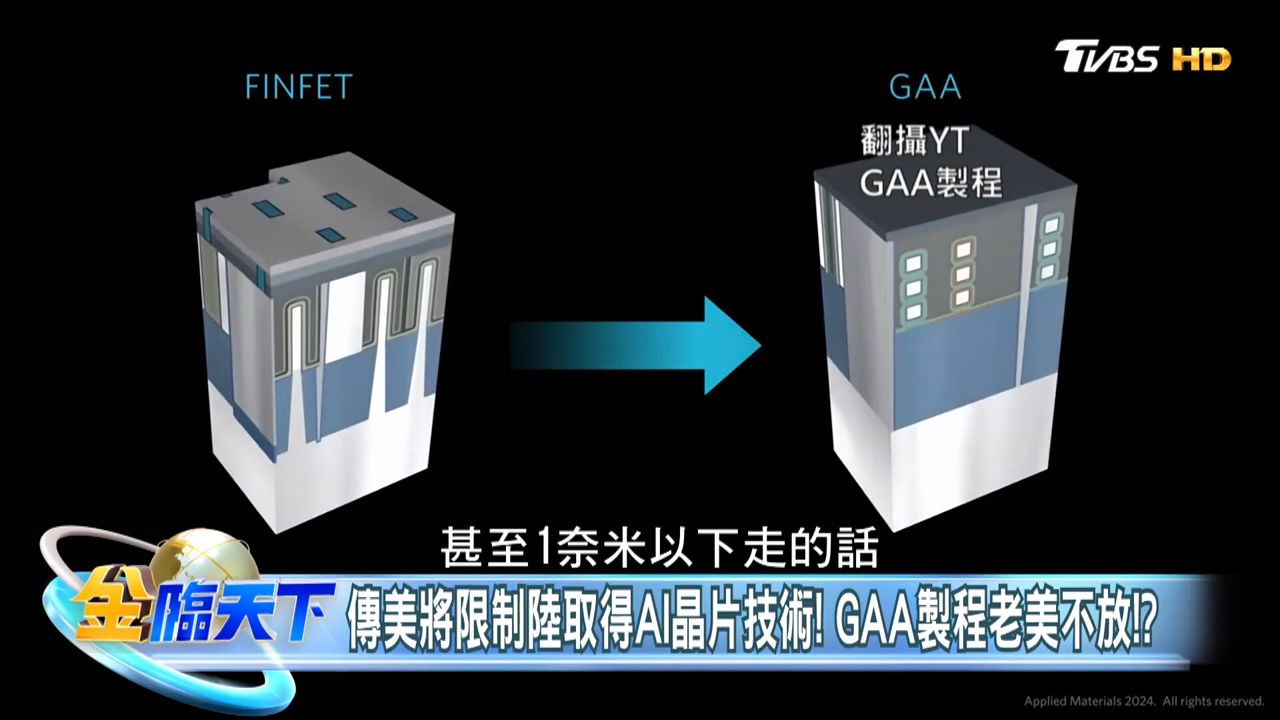 TVBS HD
FINFET
GAA
翻攝YT
GAA製程
甚至1奈米以下走的話
金臨天下
傳美將限制陸取得AI晶片技術! GAA製程老美不放!?
Applied Materials 2024. All rights reserved.